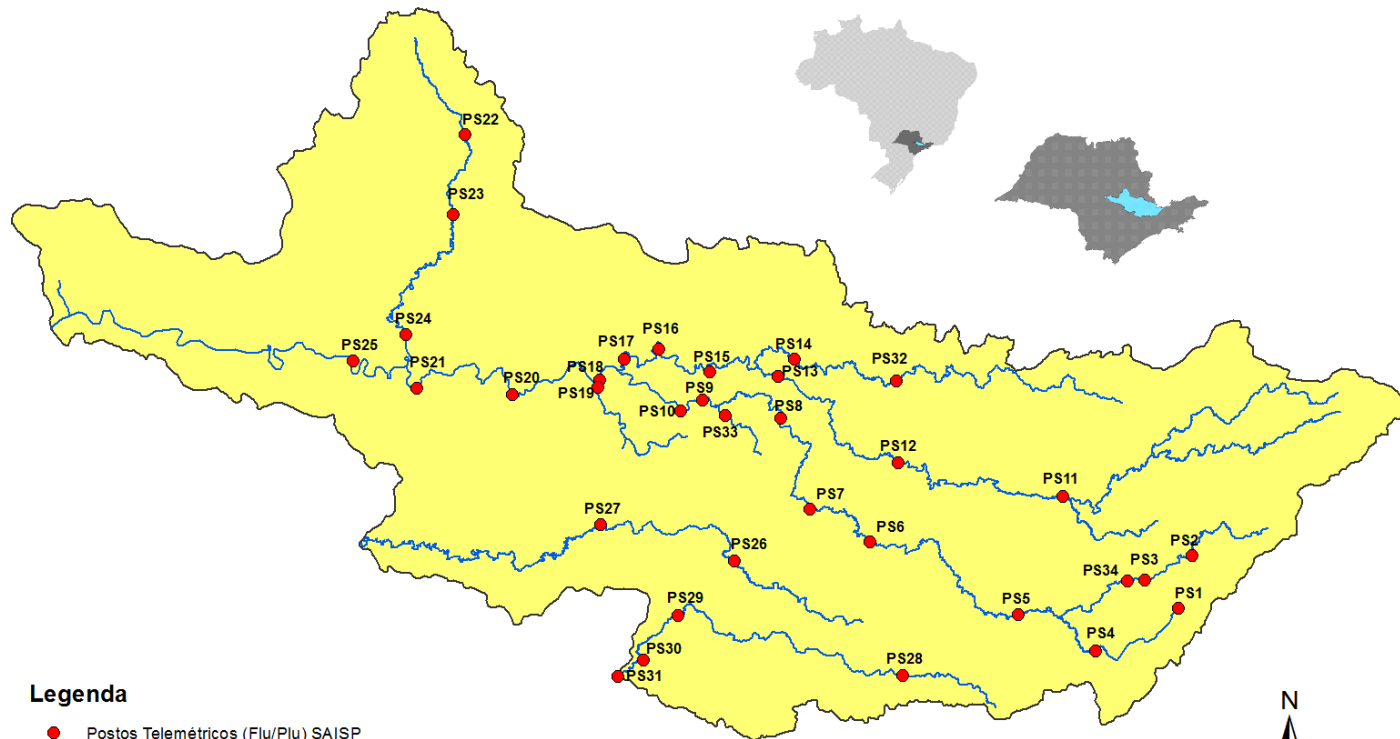 PS22
PS23
PS24
PS25
PS21
PS20
PS18
PS19
PS17
PS16
PS15
PS14
PS13
PS32
PS9
PS10
PS33
PS8
PS12
PS11
PS7
PS6
PS27
PS26
PS2
PS3
PS34
PS1
PS5
PS4
PS29
PS30
PS31
PS28
Legenda
Postos Telemétricos (Flu/Plu) SAISP
N